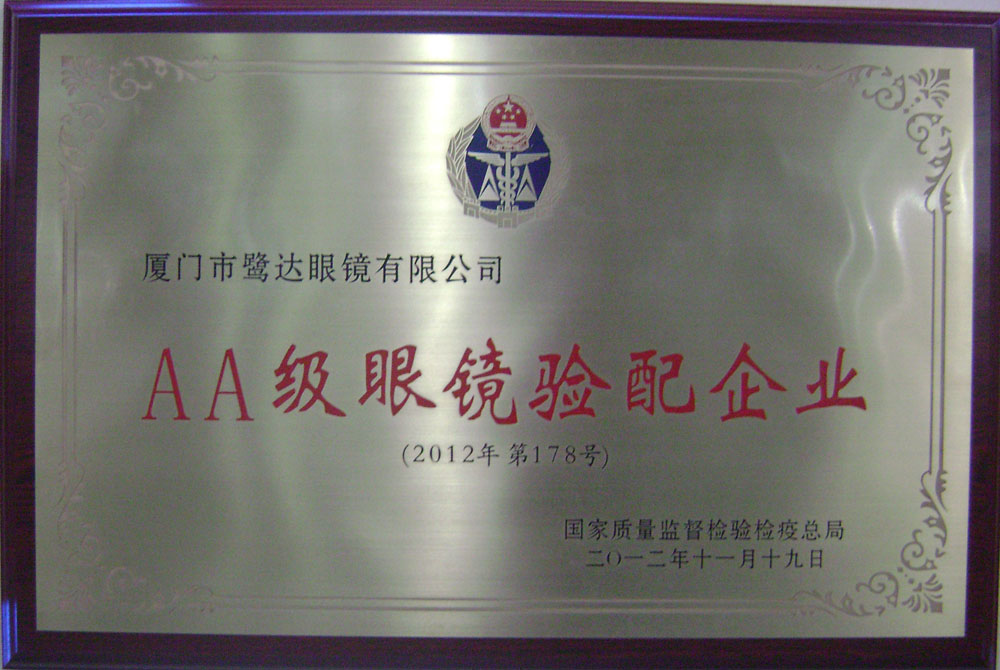 厦门市鹭达眼镜有限公司
AA级眼镜验配企业
(2012年 第178号)
国家质量监督检验检疫总局
二〇一二年十一月十九日